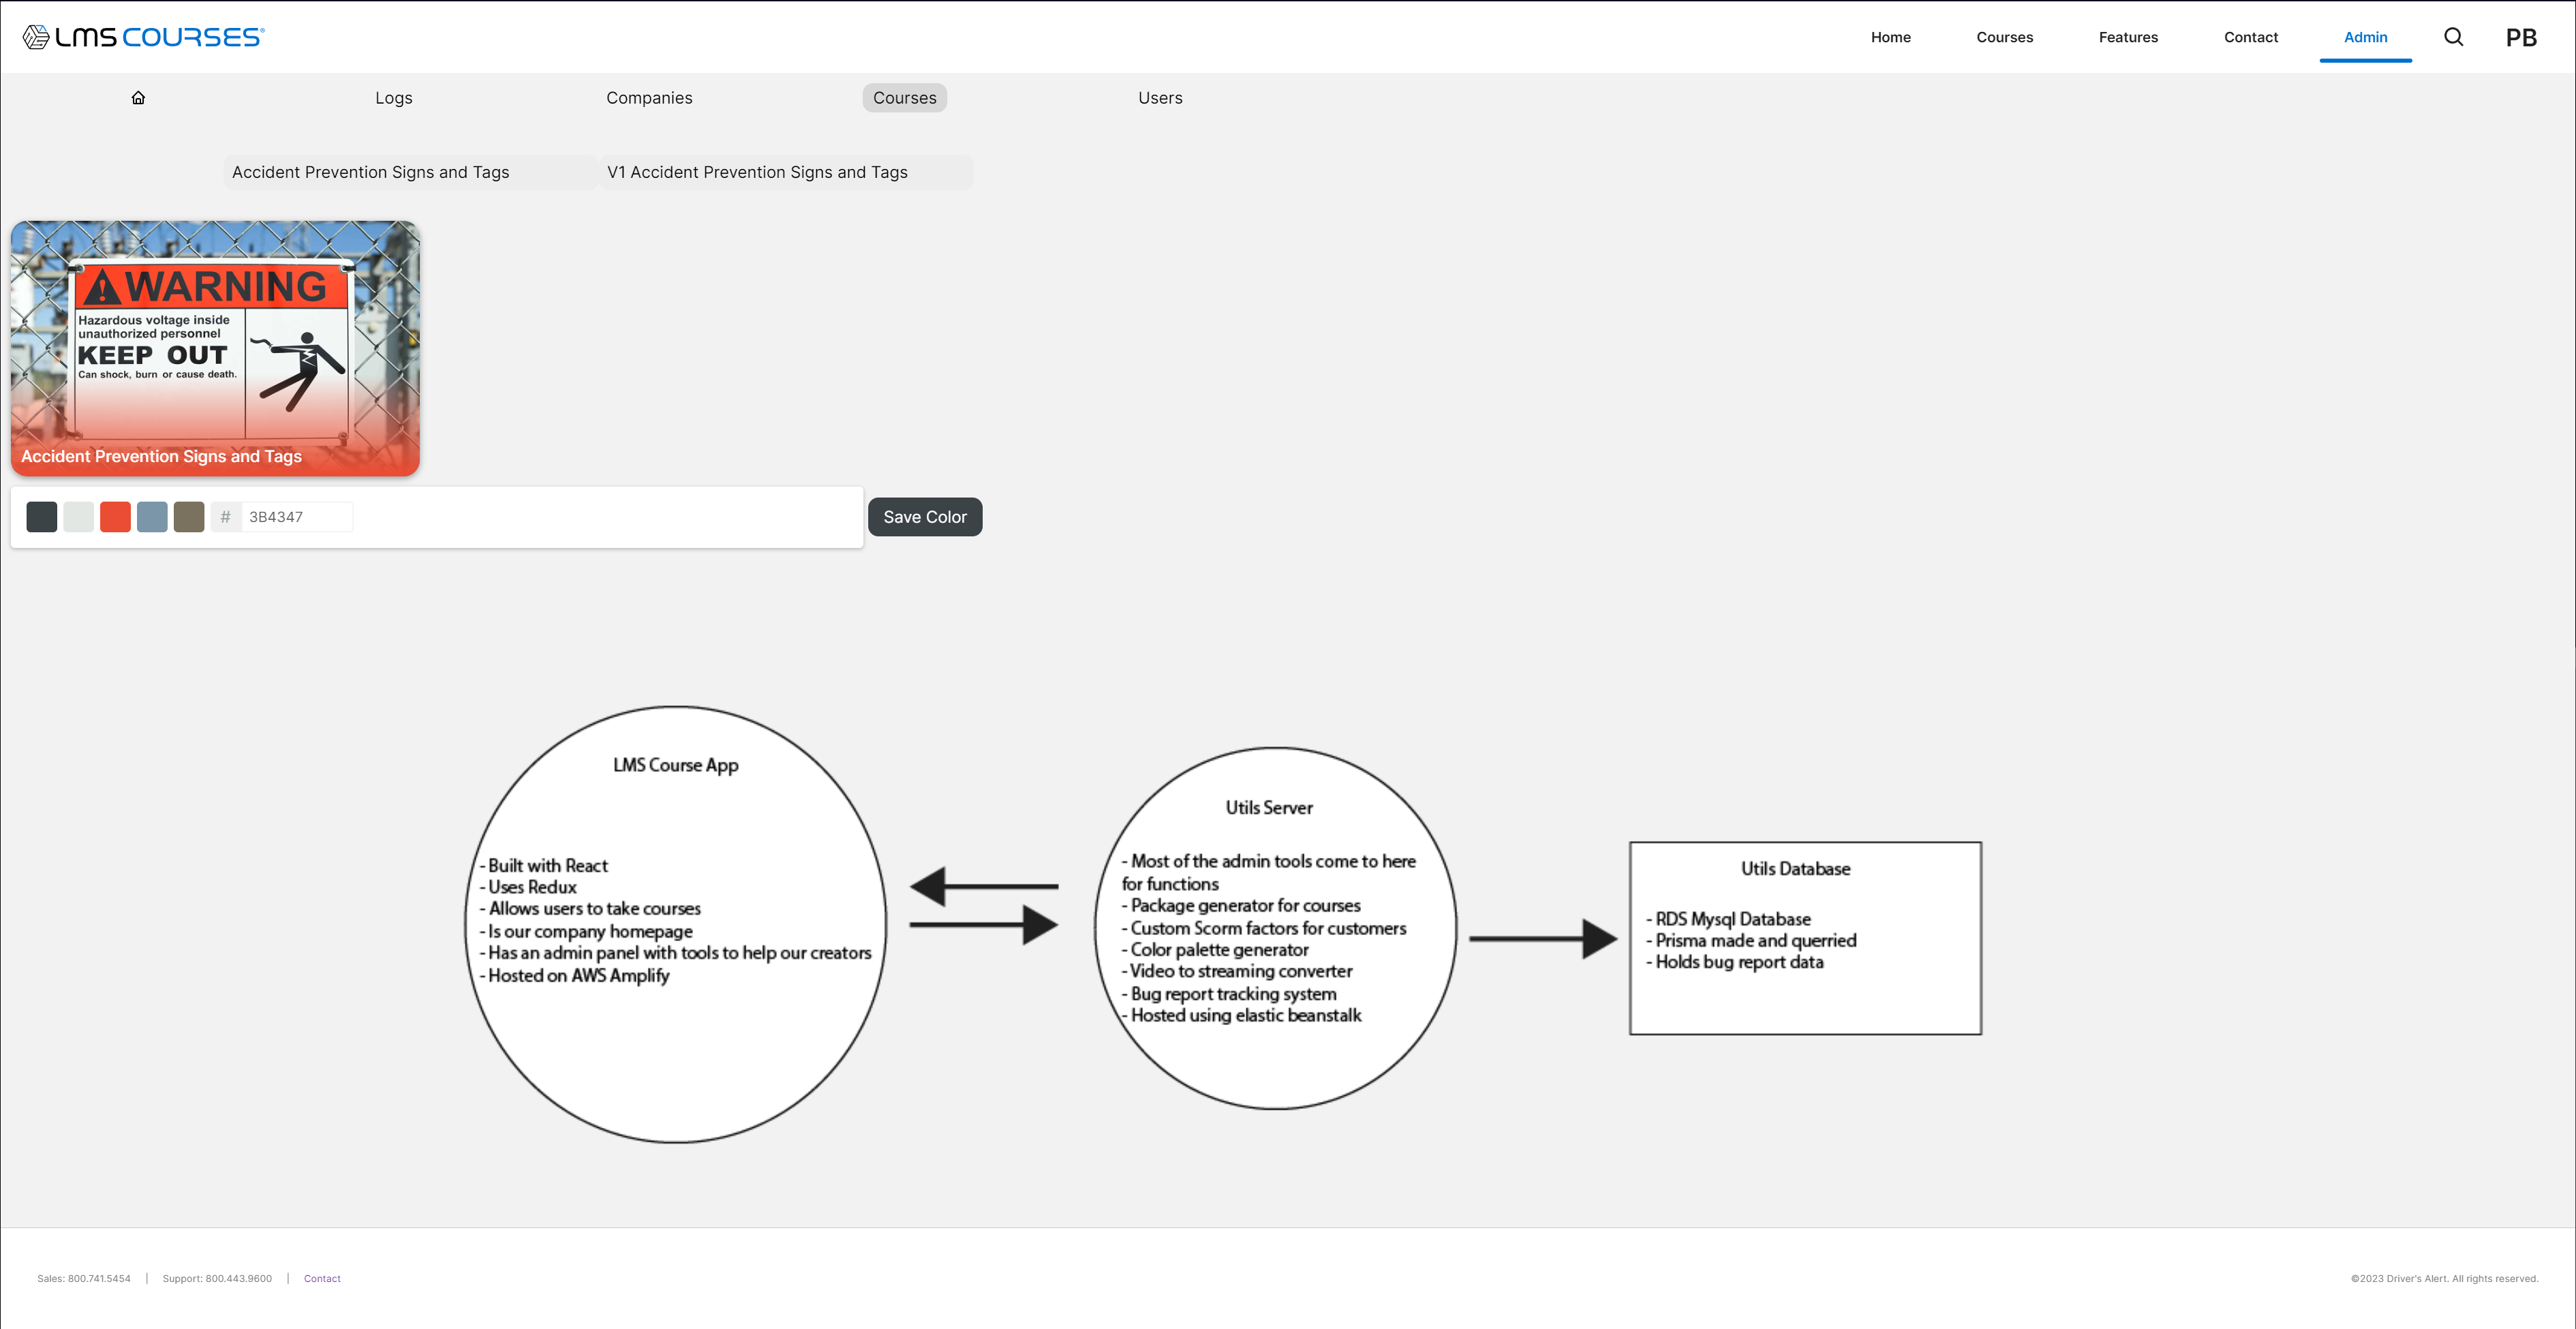 LMS COURSES
Home Courses Features Contact Admin PB
Logs Companies Courses Users
Accident Prevention Signs and Tags V1 Accident Prevention Signs and Tags
WARNING
Hazardous voltage inside
unauthorized personnel
KEEP OUT
Can shock, burn or cause death.
Accident Prevention Signs and Tags
# 3B4347 Save Color
LMS Course App
- Built with React
- Uses Redux
- Allows users to take courses
- Is our company homepage
- Has an admin panel with tools to help our creators
- Hosted on AWS Amplify
Utils Server
- Most of the admin tools come to here
for functions
- Package generator for courses
- Custom Scorm factors for customers
- Color palette generator
- Video to streaming converter
- Bug report tracking system
- Hosted using elastic beanstalk
Utils Database
- RDS Mysql Database
- Prisma made and querried
- Holds bug report data
Sales: 800.741.5454 | Support: 800.443.9600 | Contact
©2023 Driver's Alert. All rights reserved.